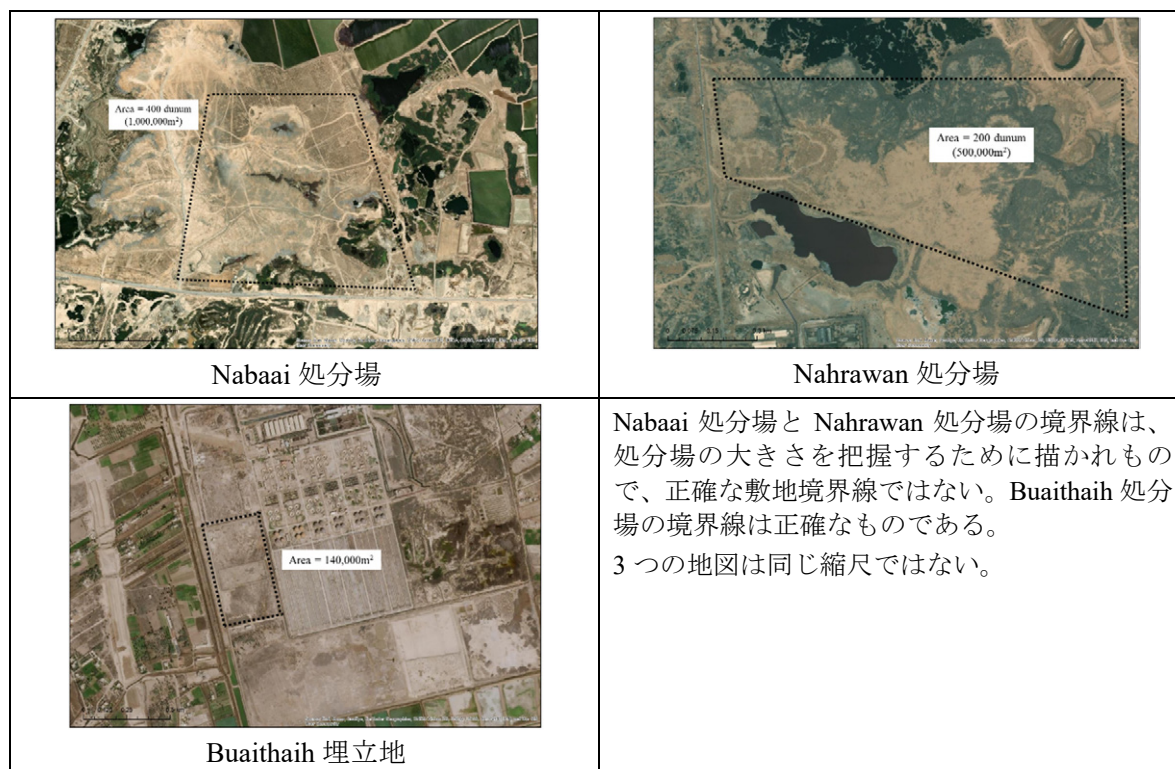 Area = 400 dunum
(1,000,000m²)
Nabaai 処分場
Area = 200 dunum
(500,000m²)
Nahrawan 処分場
Area = 140,000m²
Buaithaih 埋立地
Nabaai 処分場と Nahrawan 処分場の境界線は、
処分場の大きさを把握するために描かれもの
で、正確な敷地境界線ではない。Buaithaih 処分
場の境界線は正確なものである。
3 つの地図は同じ縮尺ではない。